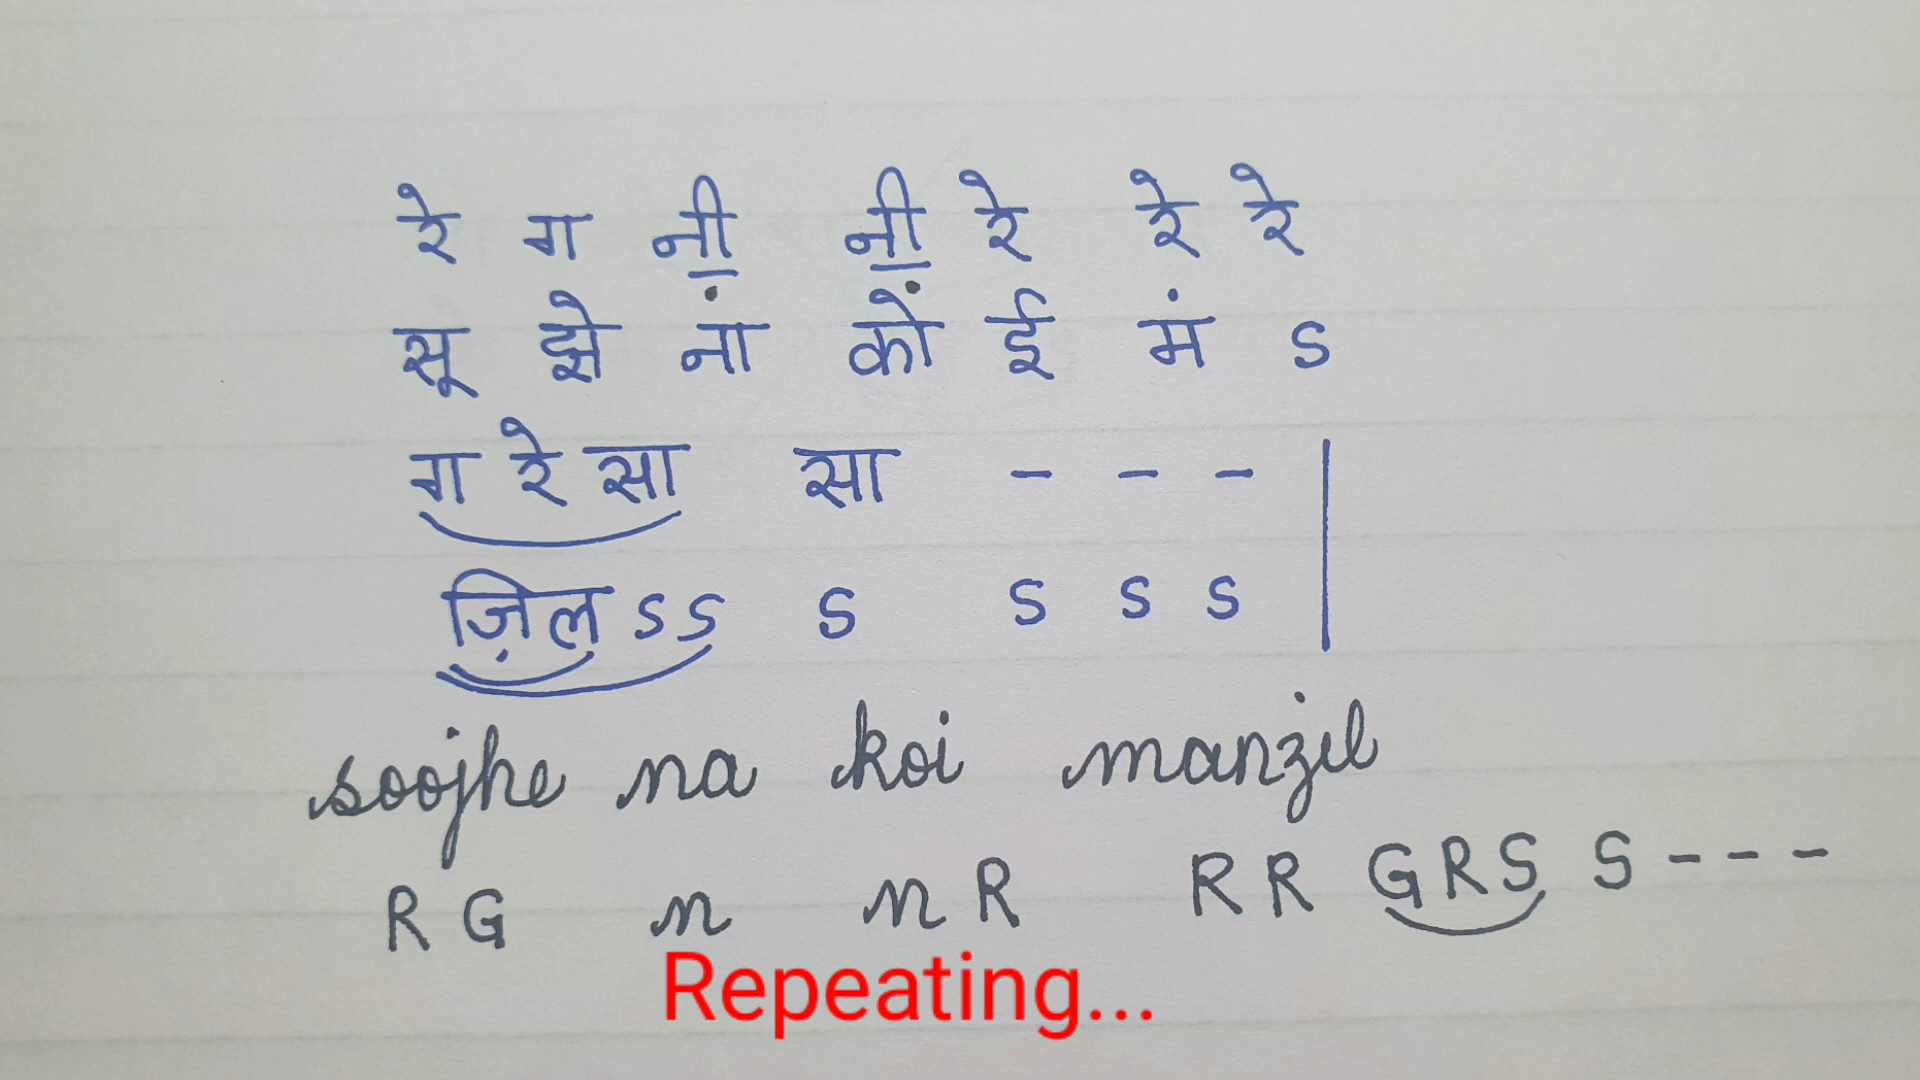 रे ग नी़॒ नी़॒ रे रे रे
सू झे ना को ई मं ऽ
ग रे सा सा - - -
ज़िल ऽ ऽ ऽ ऽ ऽ ऽ
soojhe na koi manzil
R G n n R R R G R S S - - -
Repeating...